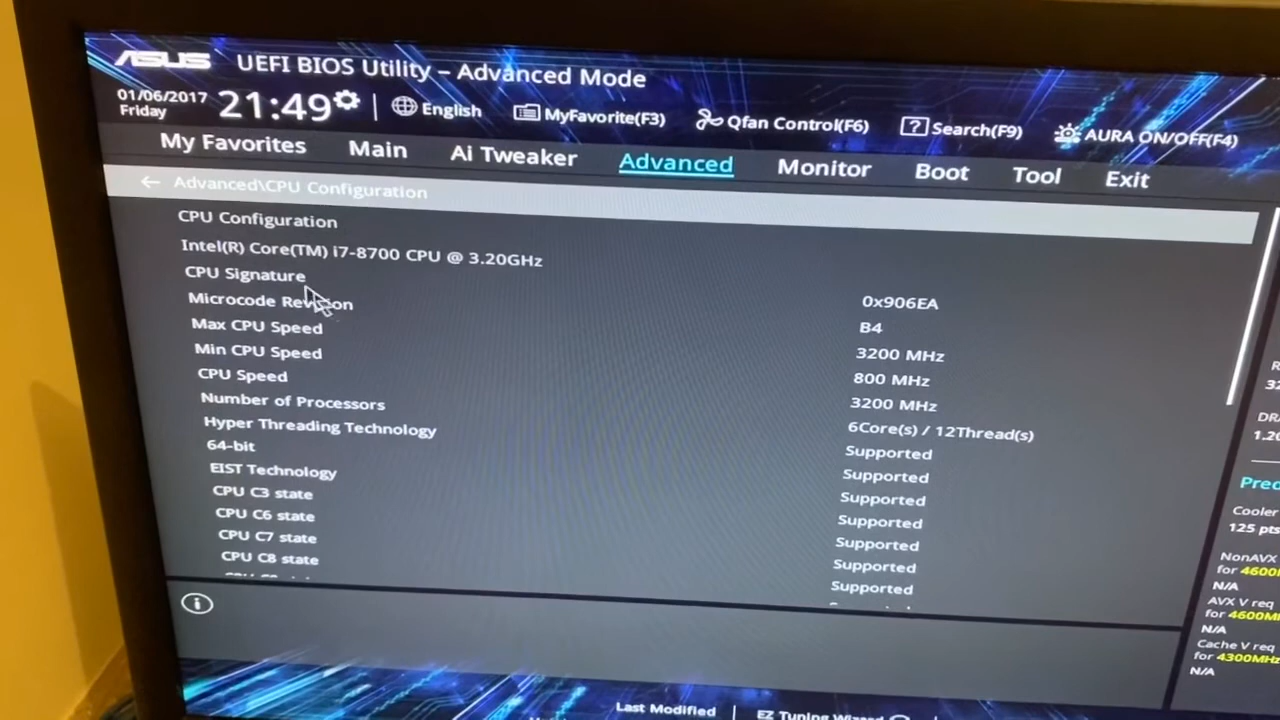 ASUS UEFI BIOS Utility – Advanced Mode
01/06/2017 Friday 21:49 English MyFavorite(F3) Qfan Control(F6) ? Search(F9) AURA ON/OFF(F4)
My Favorites Main Ai Tweaker Advanced Monitor Boot Tool Exit
← Advanced\CPU Configuration
CPU Configuration
Intel(R) Core(TM) i7-8700 CPU @ 3.20GHz
CPU Signature 0x906EA
Microcode Revision B4
Max CPU Speed 3200 MHz
Min CPU Speed 800 MHz
CPU Speed 3200 MHz
Number of Processors 6Core(s) / 12Thread(s)
Hyper Threading Technology Supported
64-bit Supported
EIST Technology Supported
CPU C3 state Supported
CPU C6 state Supported
CPU C7 state Supported
CPU C8 state Supported
Cooler
125 pts
NonAVX
for 4600
N/A
AVX V req
for 4600M
N/A
Cache V req
for 4300MHz
N/A
Last Modified EZ Tuning Wizard